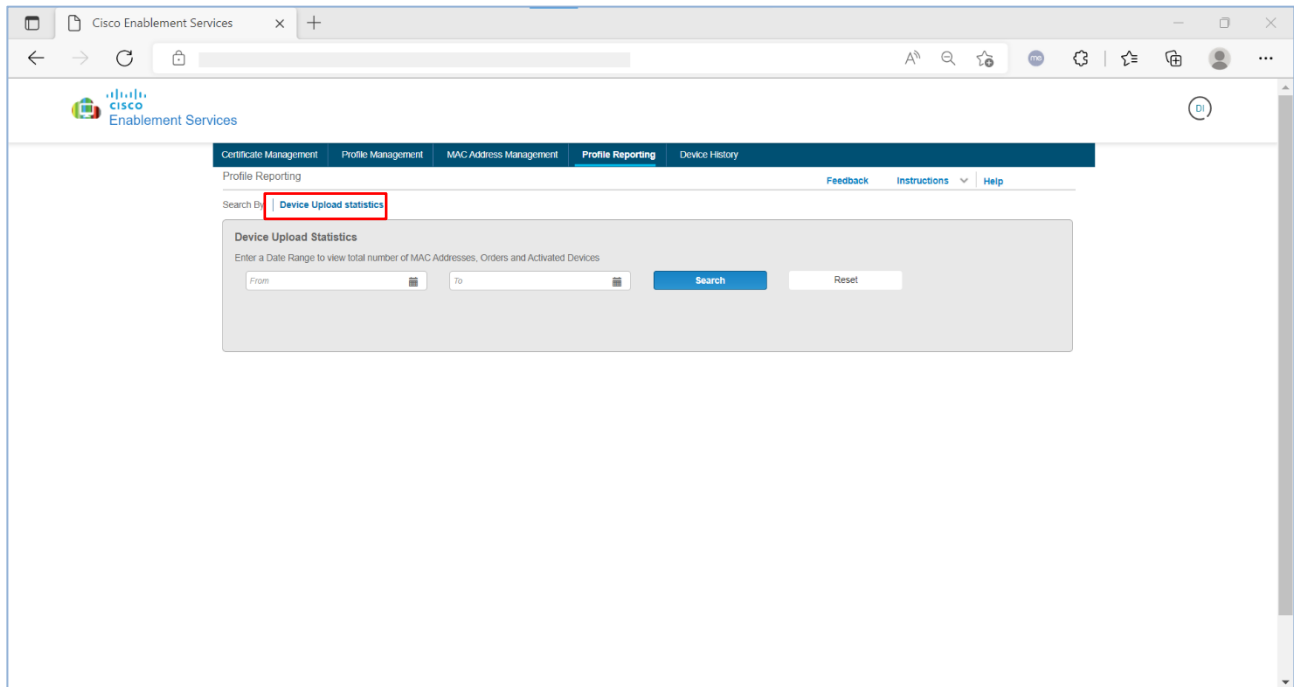 Cisco Enablement Services
A
me
cisco
Enablement Services
DI
Certificate Management Profile Management MAC Address Management Profile Reporting Device History
Profile Reporting
Feedback Instructions Help
Search By Device Upload statistics
Device Upload Statistics
Enter a Date Range to view total number of MAC Addresses, Orders and Activated Devices
From To Search Reset